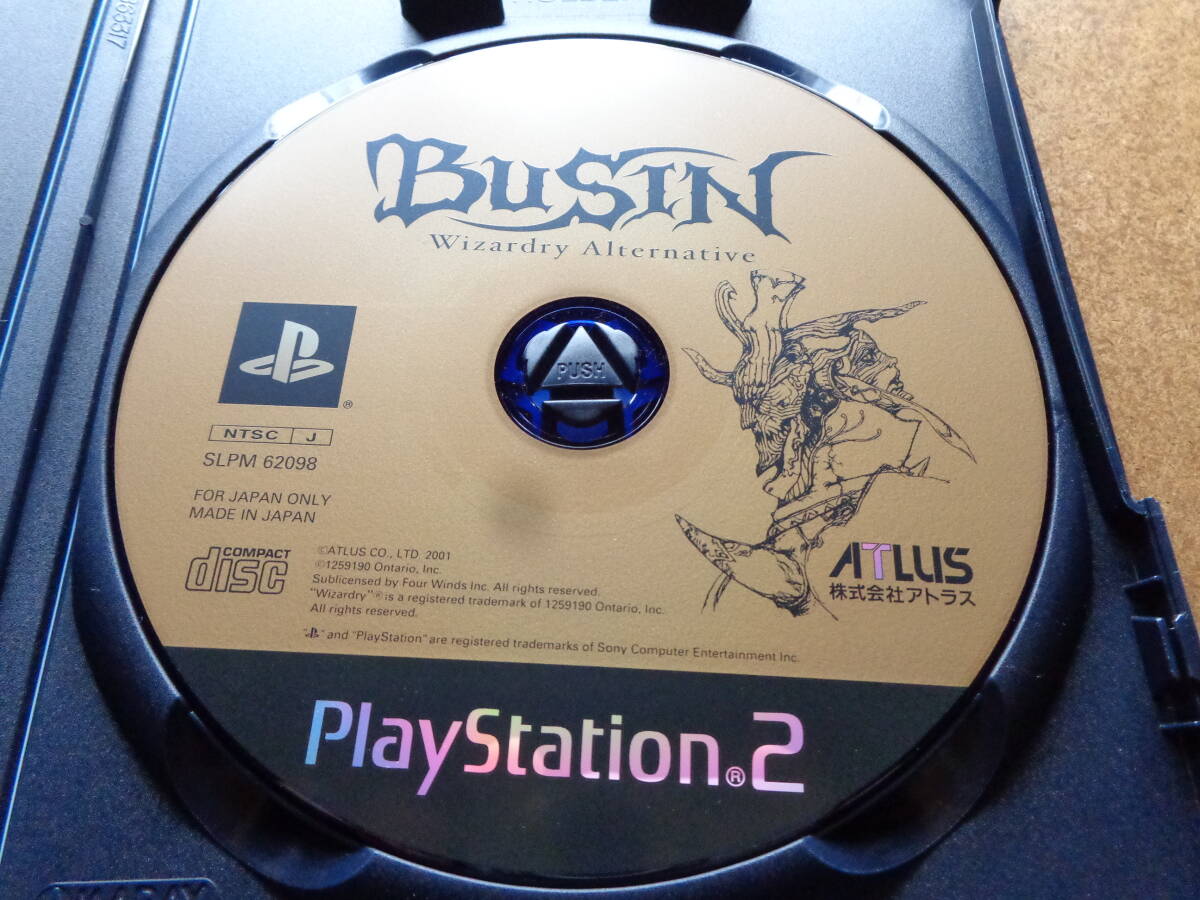 BUSIN
Wizardry Alternative
PUSH
®
NTSC J
SLPM 62098
FOR JAPAN ONLY
MADE IN JAPAN
COMPACT
disc
©ATLUS CO., LTD. 2001
©1259190 Ontario, Inc.
Sublicensed by Four Winds Inc. All rights reserved.
"Wizardry"® is a registered trademark of 1259190 Ontario, Inc.
All rights reserved.
" " and "PlayStation" are registered trademarks of Sony Computer Entertainment Inc.
ATLUS
株式会社アトラス
PlayStation®2